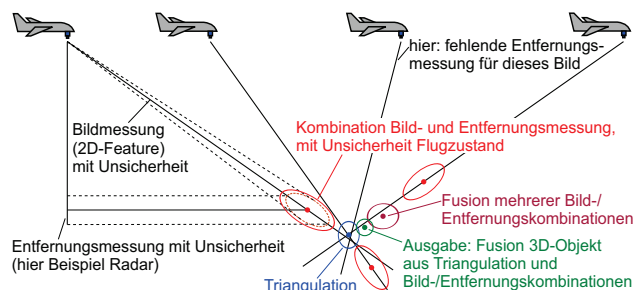 hier: fehlende Entfernungs-
messung für dieses Bild
Bildmessung
(2D-Feature)
mit Unsicherheit
Kombination Bild- und Entfernungsmessung,
mit Unsicherheit Flugzustand
Fusion mehrerer Bild-/
Entfernungskombinationen
Entfernungsmessung mit Unsicherheit
(hier Beispiel Radar)
Ausgabe: Fusion 3D-Objekt
aus Triangulation und
Bild-/Entfernungskombinationen
Triangulation